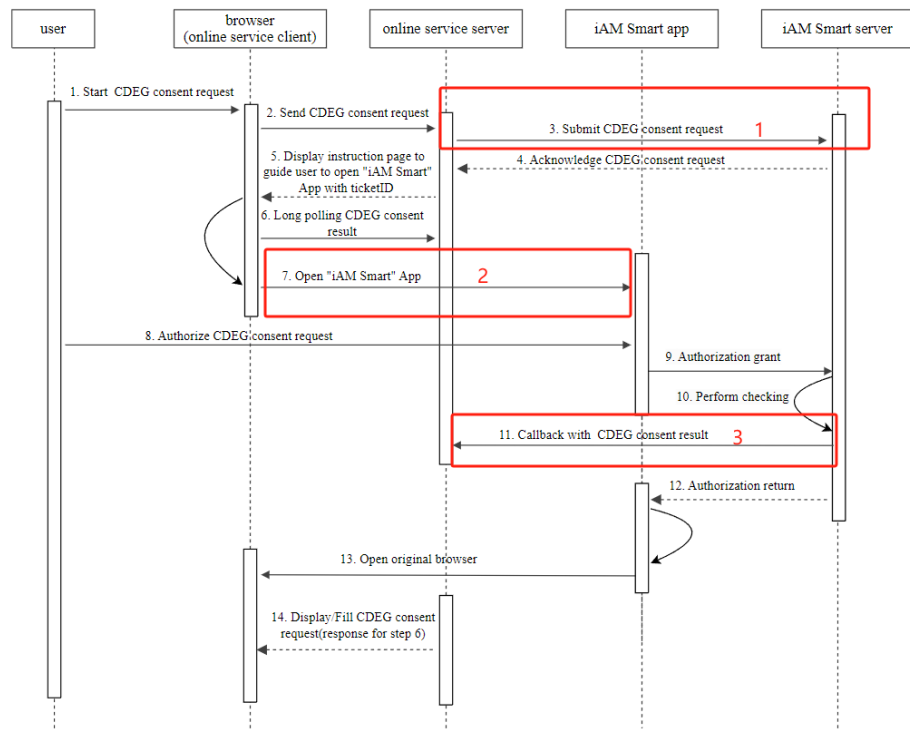 user
browser
(online service client)
online service server
iAM Smart app
iAM Smart server
1. Start CDEG consent request
2. Send CDEG consent request
3. Submit CDEG consent request
1
4. Acknowledge CDEG consent request
5. Display instruction page to
guide user to open "iAM Smart"
App with ticketID
6. Long polling CDEG consent
result
7. Open "iAM Smart" App
2
8. Authorize CDEG consent request
9. Authorization grant
10. Perform checking
11. Callback with CDEG consent result
3
12. Authorization return
13. Open original browser
14. Display/Fill CDEG consent
request(response for step 6)